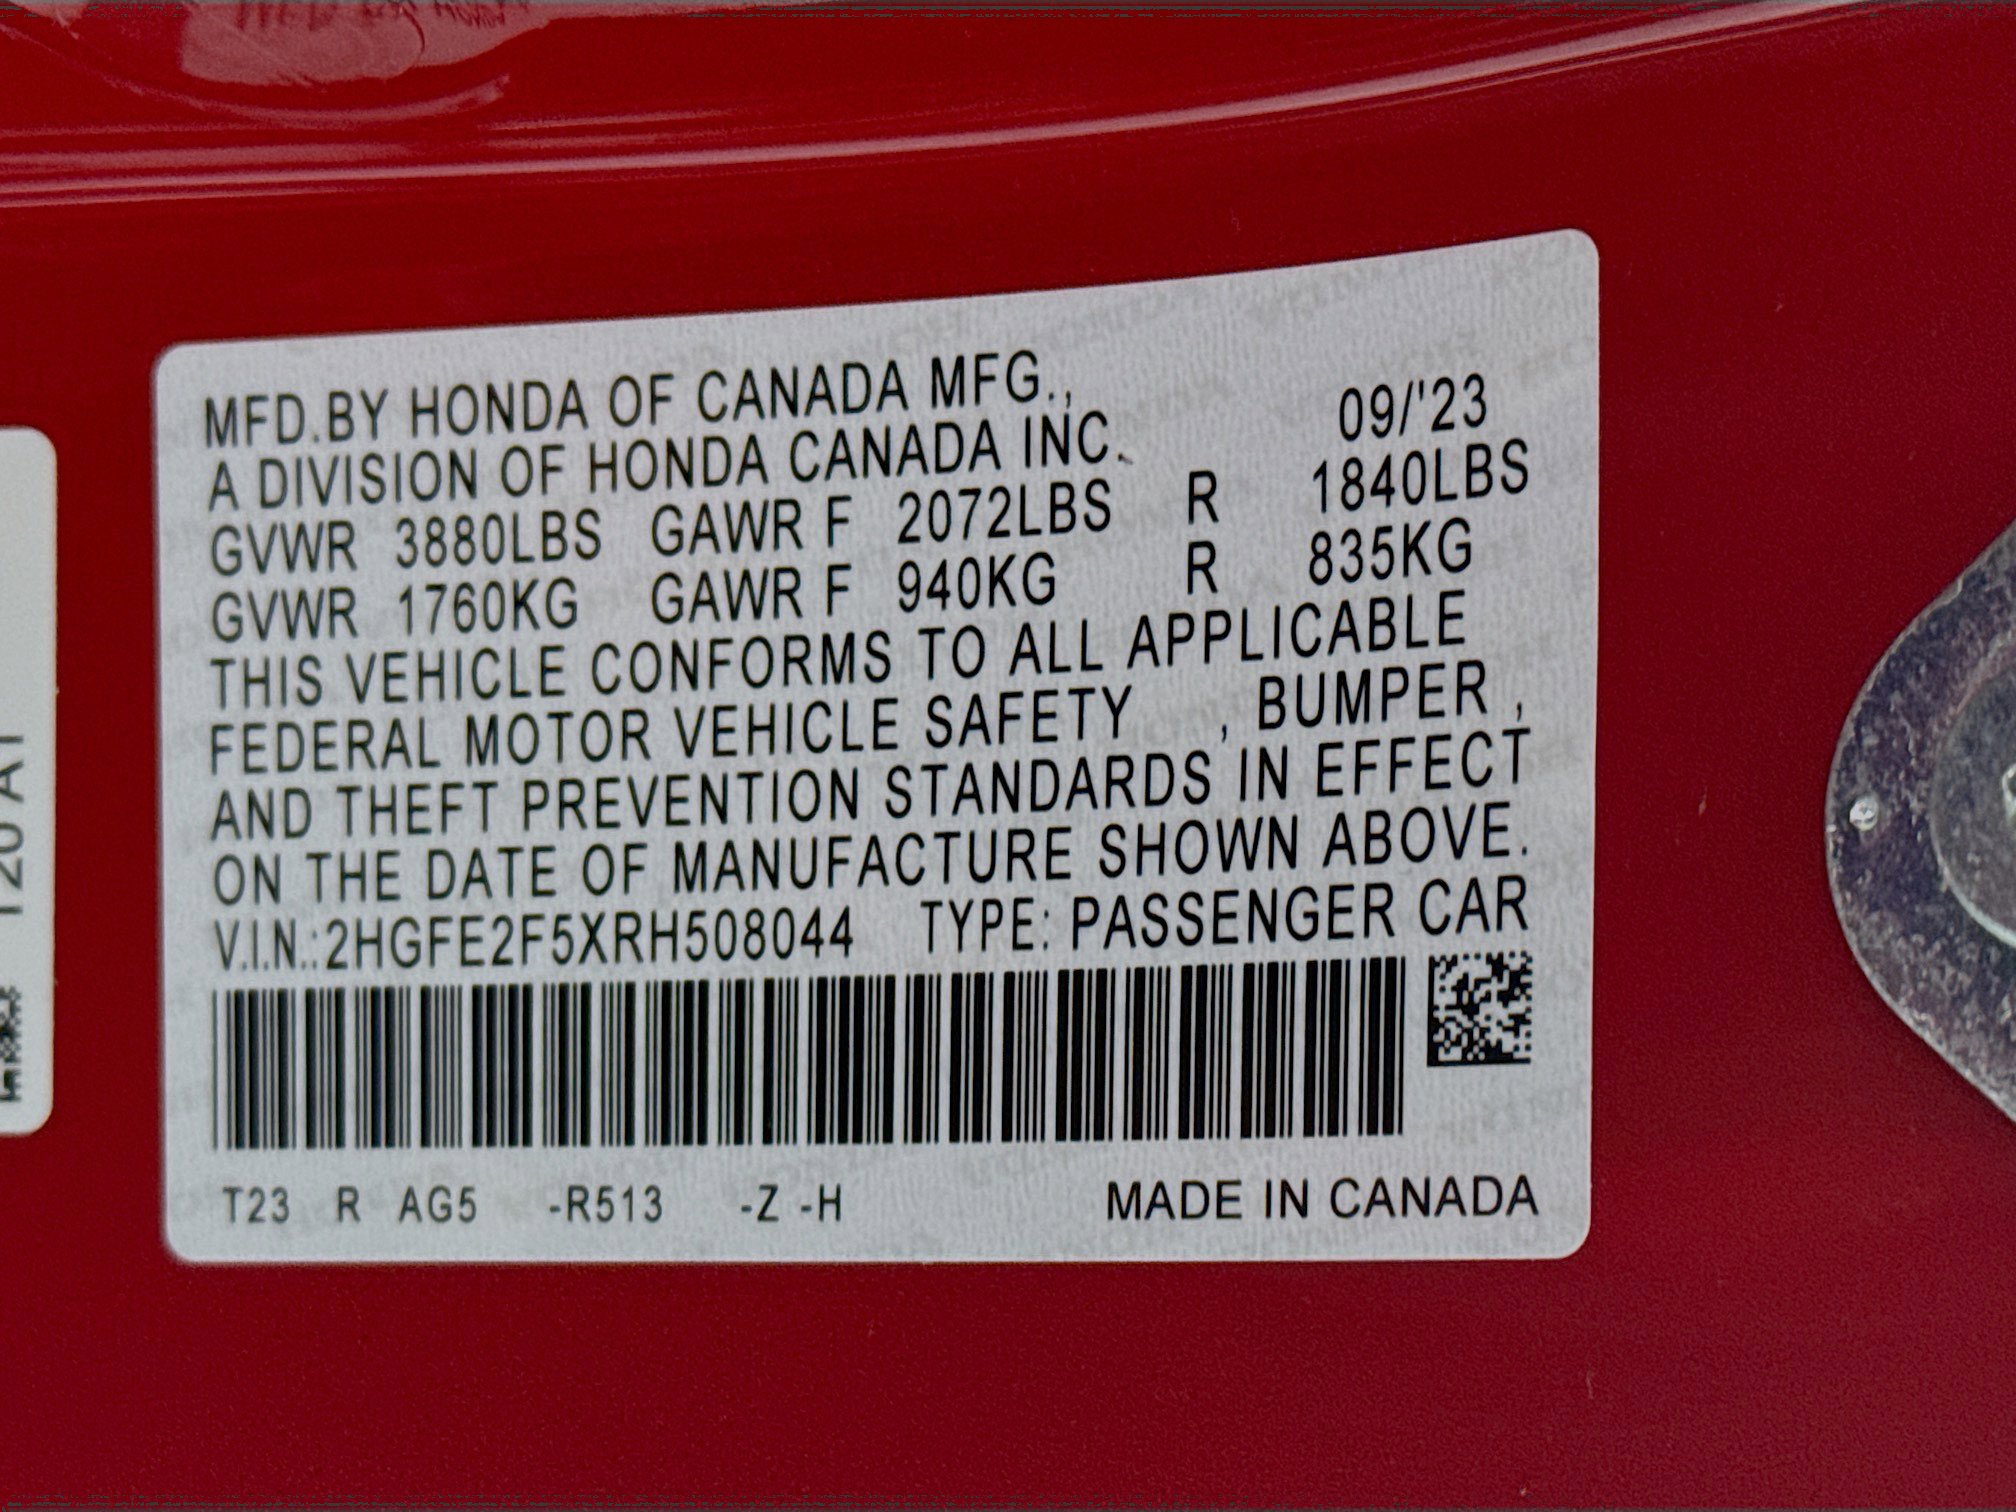 MFD.BY HONDA OF CANADA MFG.,
A DIVISION OF HONDA CANADA INC. 09/'23
GVWR 3880LBS GAWR F 2072LBS R 1840LBS
GVWR 1760KG GAWR F 940KG R 835KG
THIS VEHICLE CONFORMS TO ALL APPLICABLE
FEDERAL MOTOR VEHICLE SAFETY , BUMPER ,
AND THEFT PREVENTION STANDARDS IN EFFECT
ON THE DATE OF MANUFACTURE SHOWN ABOVE.
V.I.N.:2HGFE2F5XRH508044 TYPE: PASSENGER CAR
T23 R AG5 -R513 -Z -H MADE IN CANADA